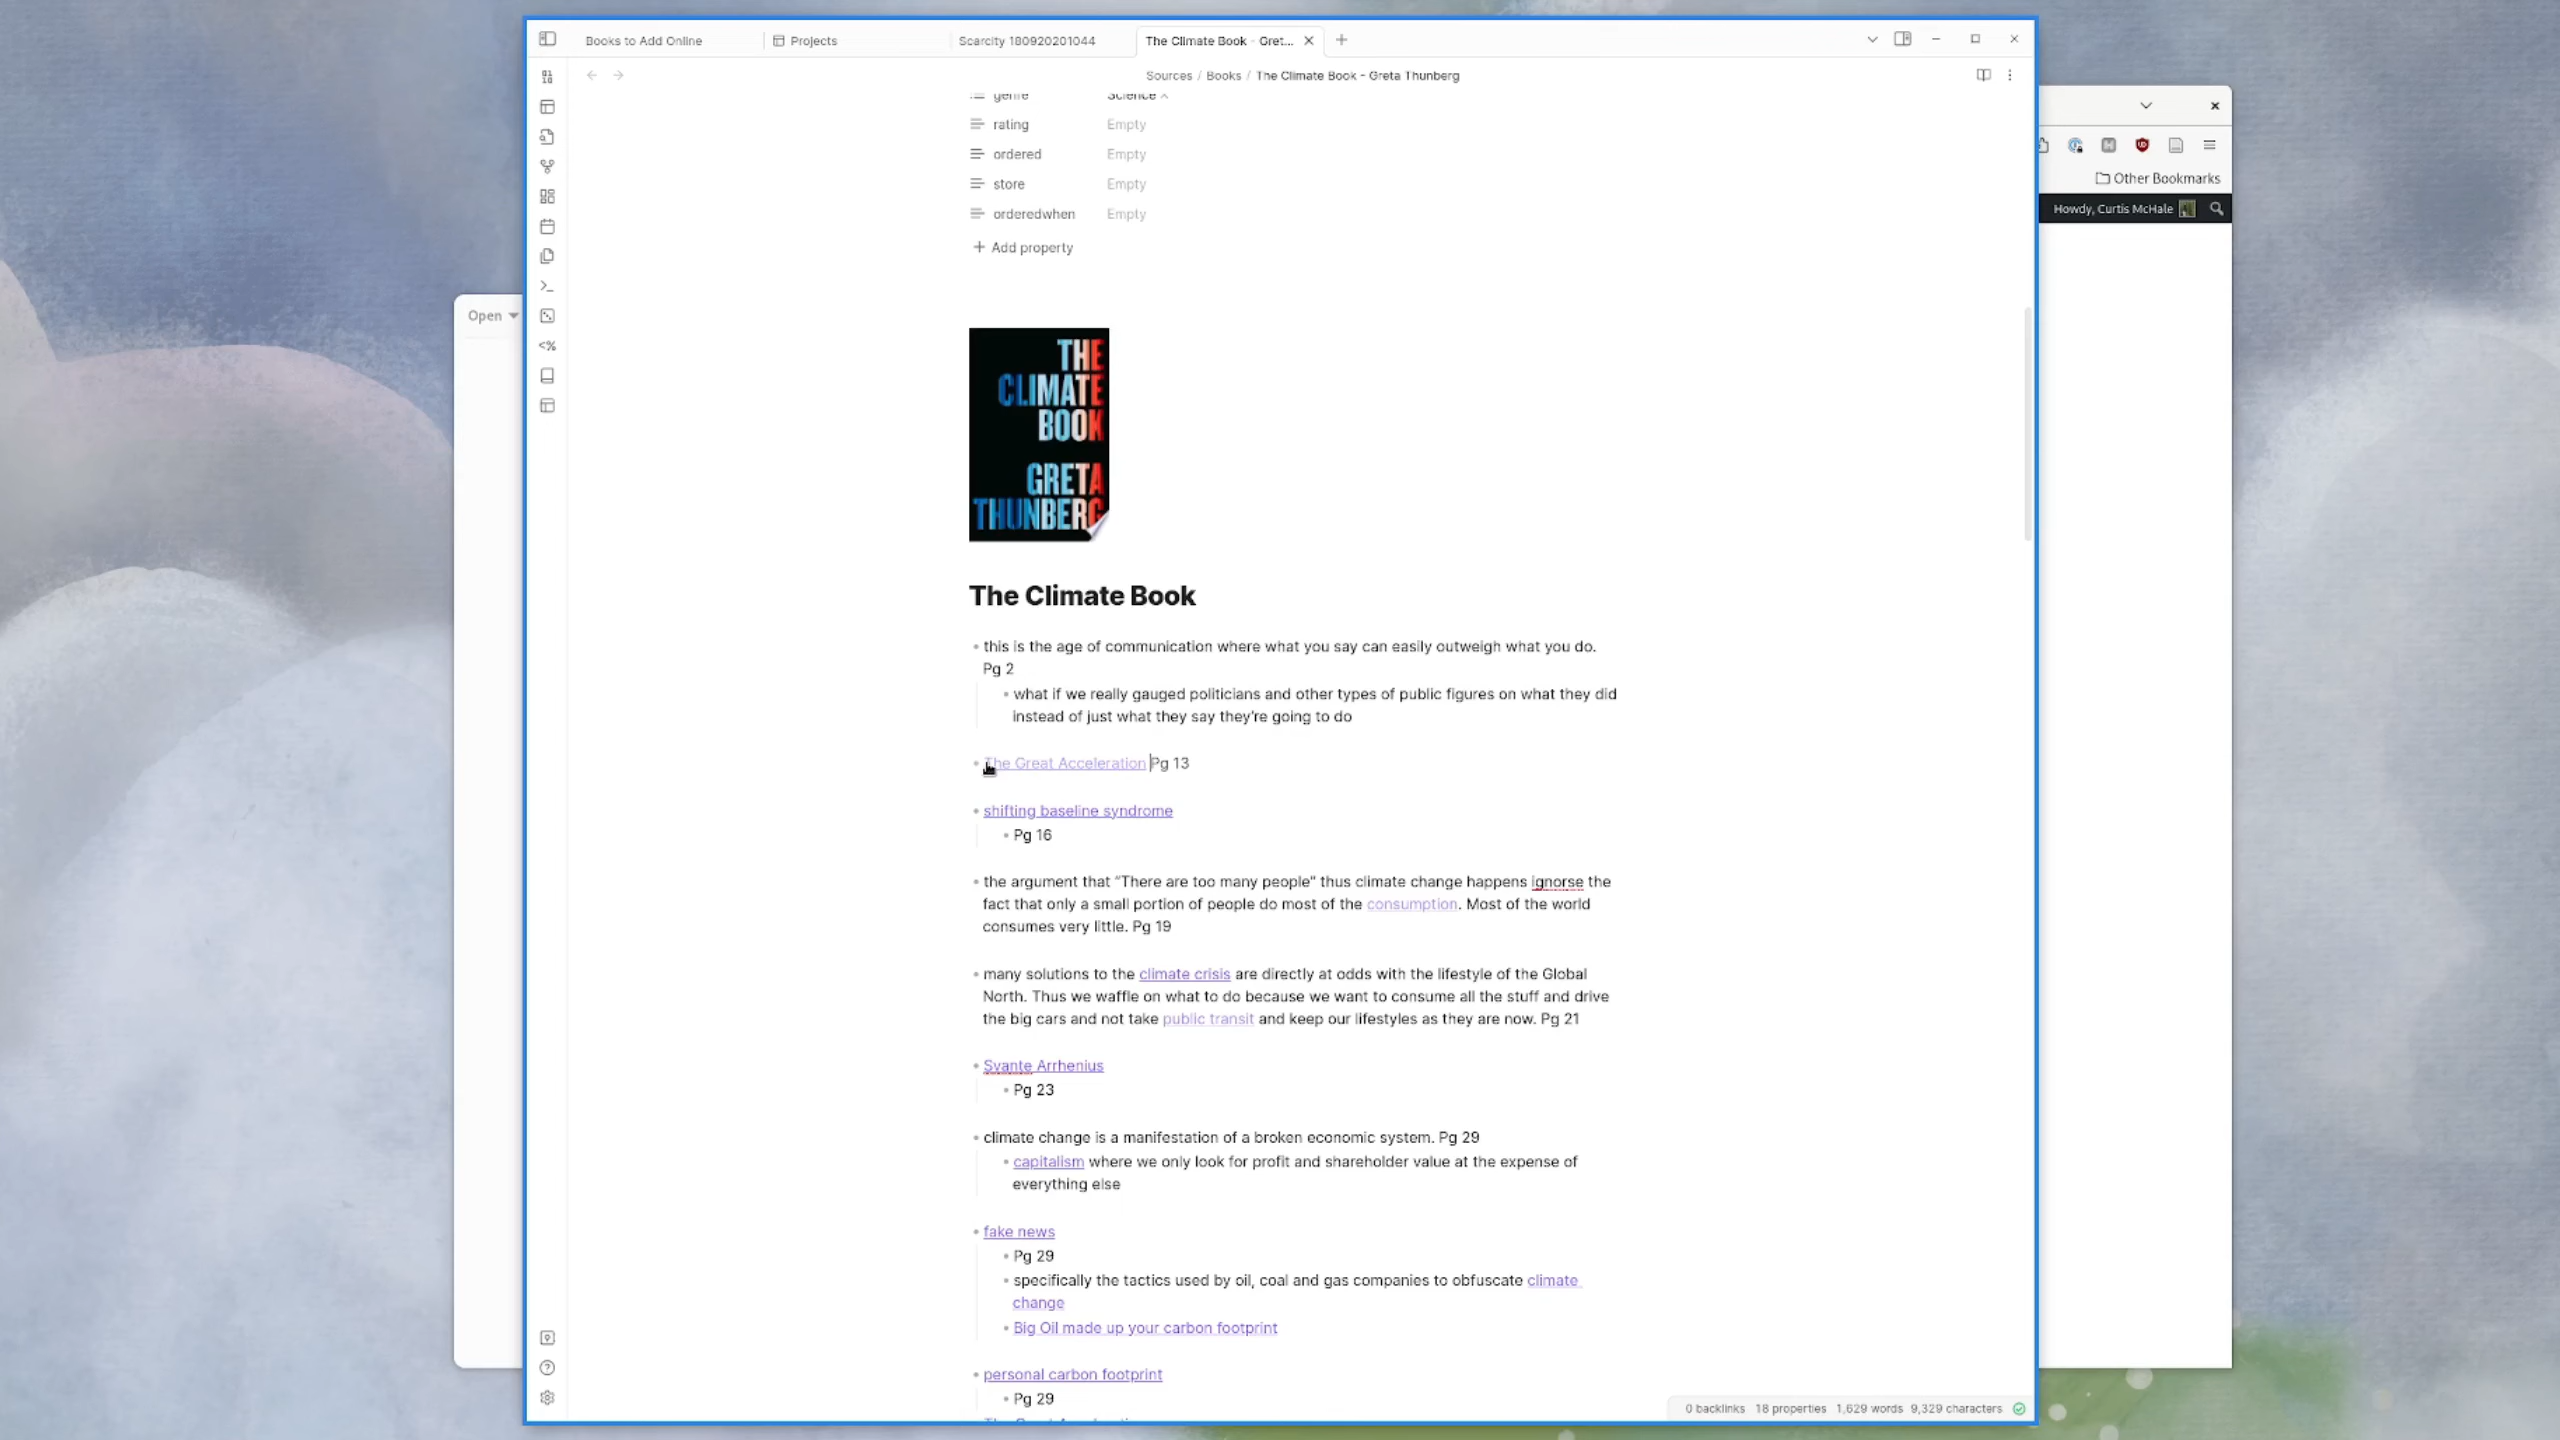 Books to Add Online
Projects
Scarcity 180920201044
The Climate Book - Gret...
Sources / Books / The Climate Book - Greta Thunberg
genre Science
rating Empty
ordered Empty
store Empty
orderedwhen Empty
Add property
THE
CLIMATE
BOOK
GRETA
THUNBERG
The Climate Book
this is the age of communication where what you say can easily outweigh what you do.
Pg 2
what if we really gauged politicians and other types of public figures on what they did
instead of just what they say they're going to do
The Great Acceleration Pg 13
shifting baseline syndrome
Pg 16
the argument that "There are too many people" thus climate change happens ignorse the
fact that only a small portion of people do most of the consumption. Most of the world
consumes very little. Pg 19
many solutions to the climate crisis are directly at odds with the lifestyle of the Global
North. Thus we waffle on what to do because we want to consume all the stuff and drive
the big cars and not take public transit and keep our lifestyles as they are now. Pg 21
Svante Arrhenius
Pg 23
climate change is a manifestation of a broken economic system. Pg 29
capitalism where we only look for profit and shareholder value at the expense of
everything else
fake news
Pg 29
specifically the tactics used by oil, coal and gas companies to obfuscate climate
change
Big Oil made up your carbon footprint
personal carbon footprint
Pg 29
0 backlinks 18 properties 1,629 words 9,329 characters
Open
Other Bookmarks
Howdy, Curtis McHale